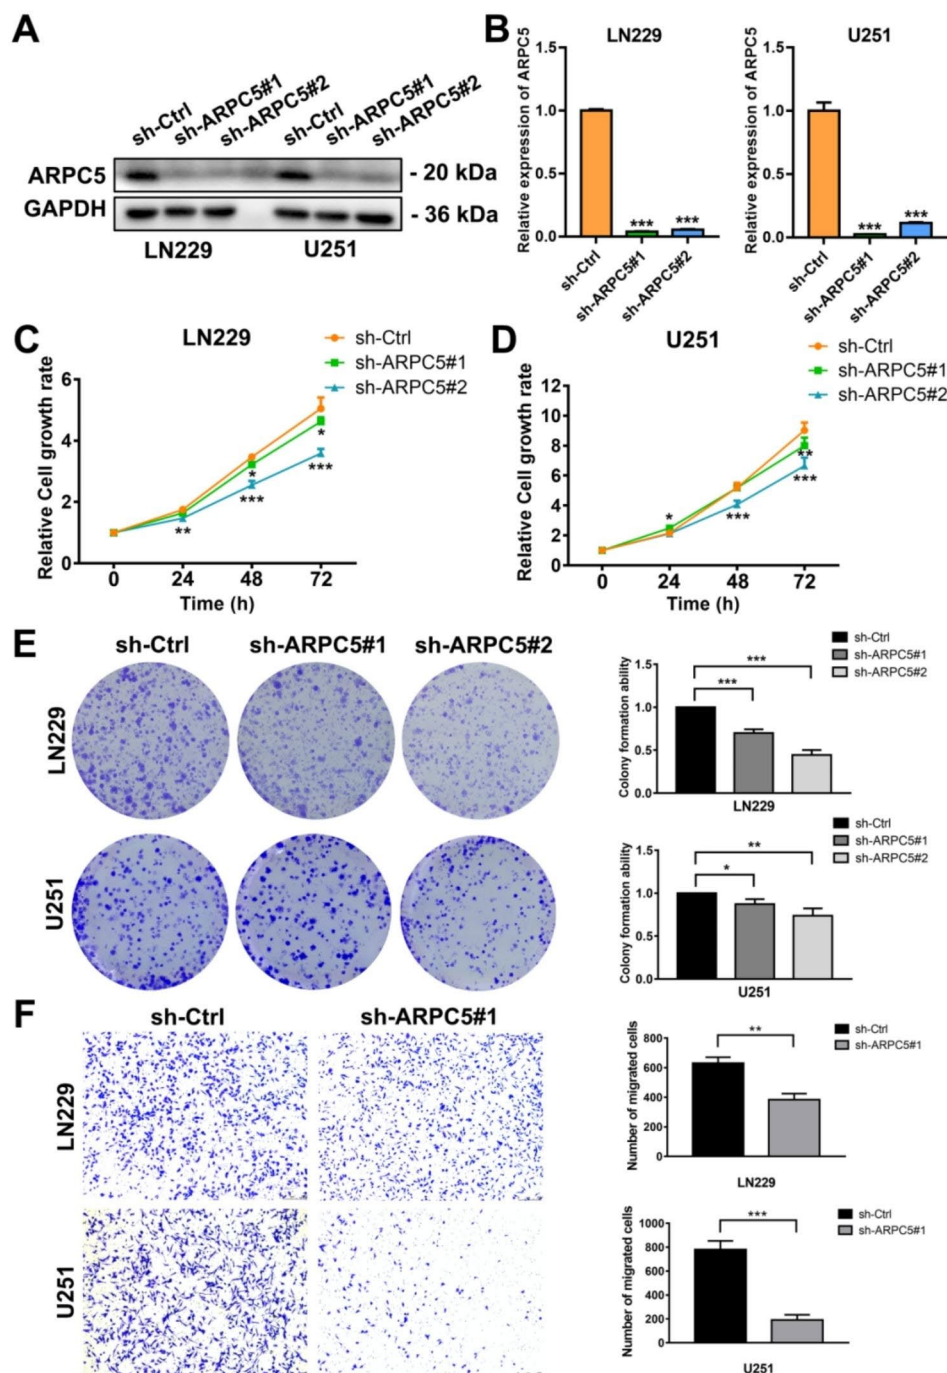 A
sh-Ctrl
sh-ARPC5#1
sh-ARPC5#2
sh-Ctrl
sh-ARPC5#1
sh-ARPC5#2
ARPC5
- 20 kDa
GAPDH
- 36 kDa
LN229
U251
B
LN229
Relative expression of ARPC5
1.5
1.0
0.5
0.0
***
***
sh-Ctrl
sh-ARPC5#1
sh-ARPC5#2
U251
Relative expression of ARPC5
1.5
1.0
0.5
0.0
***
***
sh-Ctrl
sh-ARPC5#1
sh-ARPC5#2
C
LN229
sh-Ctrl
sh-ARPC5#1
sh-ARPC5#2
Relative Cell growth rate
6
4
2
0
**
*
***
*
***
0 24 48 72
Time (h)
D
U251
sh-Ctrl
sh-ARPC5#1
sh-ARPC5#2
Relative Cell growth rate
12
10
8
6
4
2
0
*
***
**
***
0 24 48 72
Time (h)
E
sh-Ctrl
sh-ARPC5#1
sh-ARPC5#2
LN229
U251
sh-Ctrl
sh-ARPC5#1
sh-ARPC5#2
Colony formation ability
1.5
1.0
0.5
0.0
***
***
LN229
sh-Ctrl
sh-ARPC5#1
sh-ARPC5#2
Colony formation ability
1.5
1.0
0.5
0.0
**
*
U251
F
sh-Ctrl
sh-ARPC5#1
LN229
U251
sh-Ctrl
sh-ARPC5#1
Number of migrated cells
800
600
400
200
0
**
LN229
sh-Ctrl
sh-ARPC5#1
Number of migrated cells
1000
800
600
400
200
0
***
U251